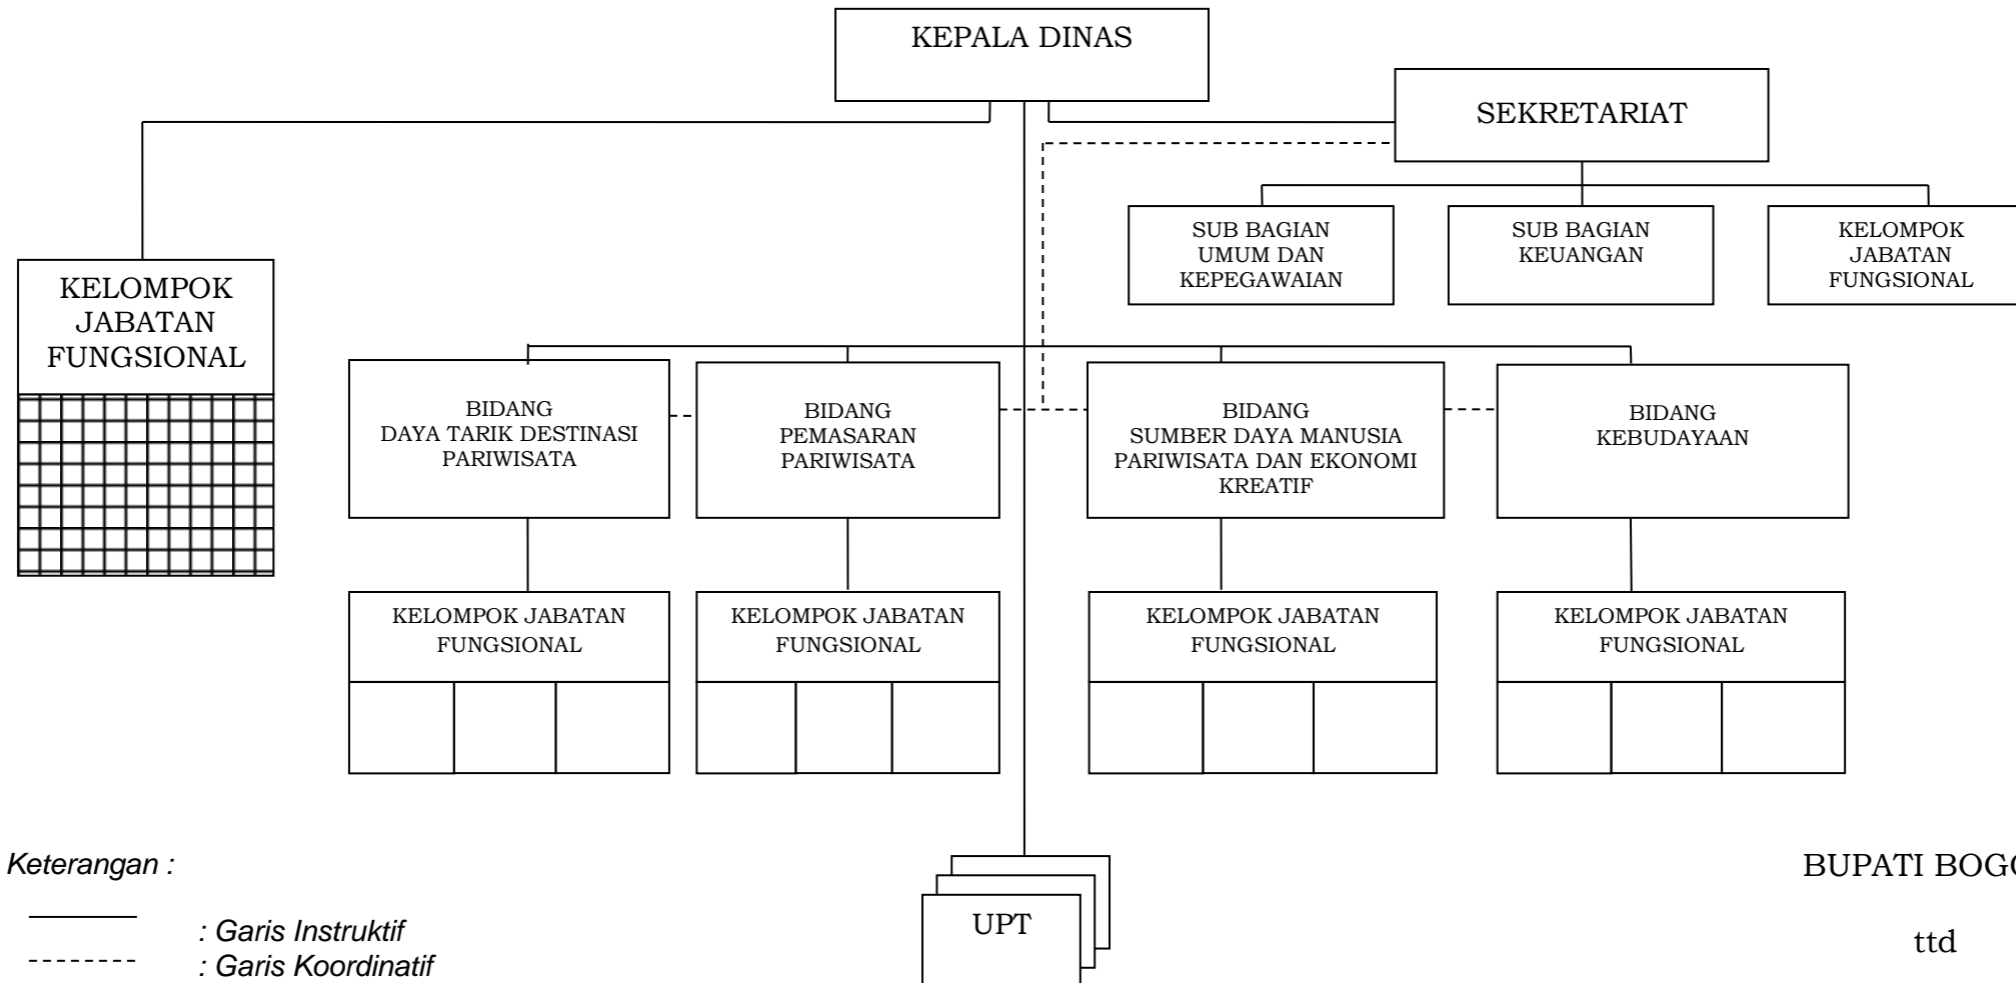 KEPALA DINAS
SEKRETARIAT
SUB BAGIAN
UMUM DAN
KEPEGAWAIAN
SUB BAGIAN
KEUANGAN
KELOMPOK
JABATAN
FUNGSIONAL
KELOMPOK
JABATAN
FUNGSIONAL
BIDANG
DAYA TARIK DESTINASI
PARIWISATA
BIDANG
PEMASARAN
PARIWISATA
BIDANG
SUMBER DAYA MANUSIA
PARIWISATA DAN EKONOMI
KREATIF
BIDANG
KEBUDAYAAN
KELOMPOK JABATAN
FUNGSIONAL
KELOMPOK JABATAN
FUNGSIONAL
KELOMPOK JABATAN
FUNGSIONAL
KELOMPOK JABATAN
FUNGSIONAL
UPT
Keterangan :
: Garis Instruktif
: Garis Koordinatif
BUPATI
ttd